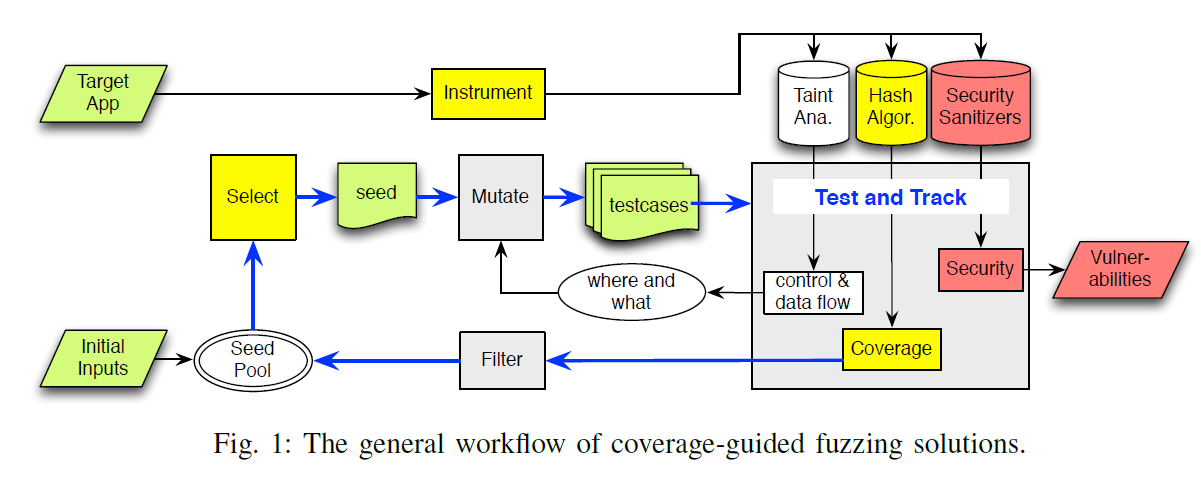 Target
App
Instrument
Taint
Ana.
Hash
Algor.
Security
Sanitizers
Select
seed
Mutate
testcases
Test and Track
Security
Vulner-
abilities
where and
what
control &
data flow
Initial
Inputs
Seed
Pool
Filter
Coverage
Fig. 1: The general workflow of coverage-guided fuzzing solutions.